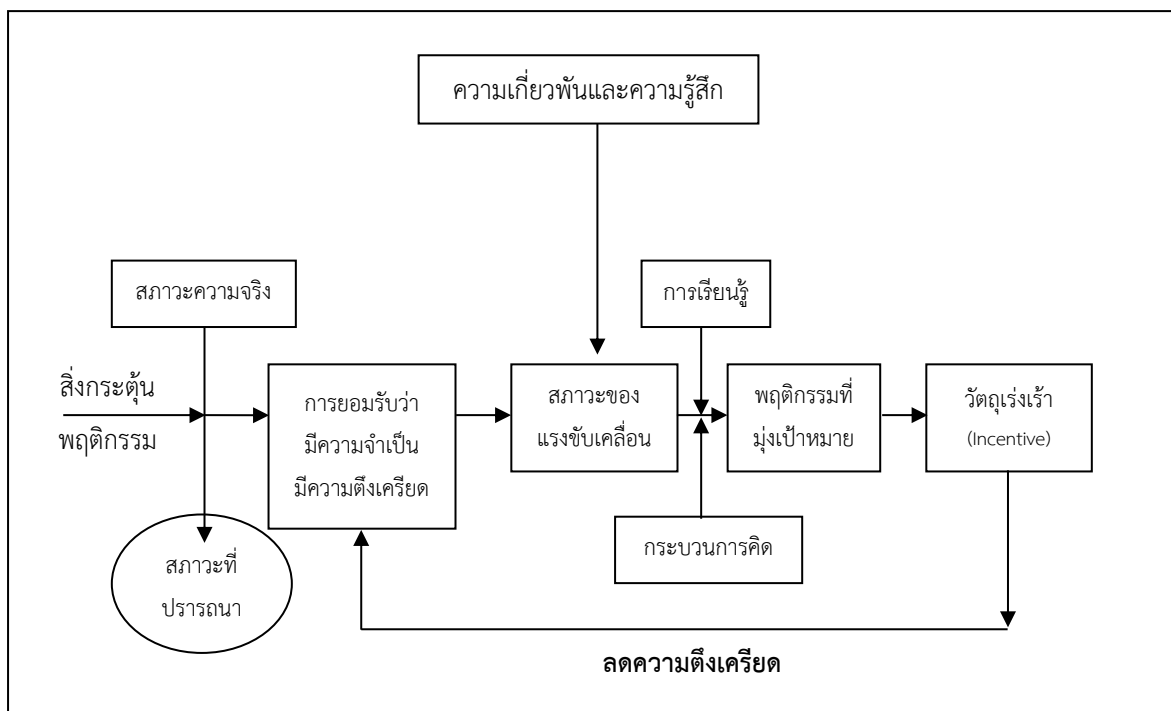 ความเกี่ยวพันและความรู้สึก
สภาวะความจริง
การเรียนรู้
สิ่งกระตุ้น
พฤติกรรม
การยอมรับว่า
มีความจำเป็น
มีความตึงเครียด
สภาวะของ
แรงขับเคลื่อน
พฤติกรรมที่
มุ่งเป้าหมาย
วัตถุเร่งเร้า
(Incentive)
กระบวนการคิด
สภาวะที่
ปรารถนา
ลดความตึงเครียด